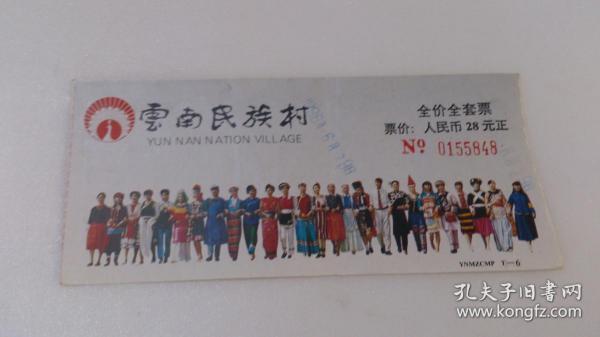 雲南民族村
YUN NAN NATION VILLAGE
全价全套票
票价: 人民币 28 元正
Nº 0155848
YNMZCMP T—6
孔夫子旧书网
www.kongfz.com